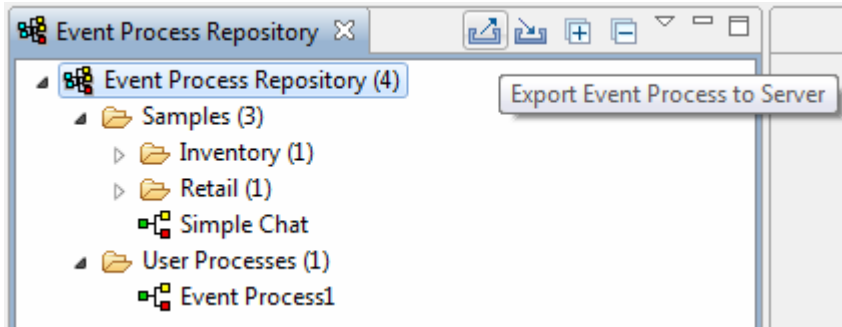 Event Process Repository
Event Process Repository (4)
Export Event Process to Server
Samples (3)
Inventory (1)
Retail (1)
Simple Chat
User Processes (1)
Event Process1